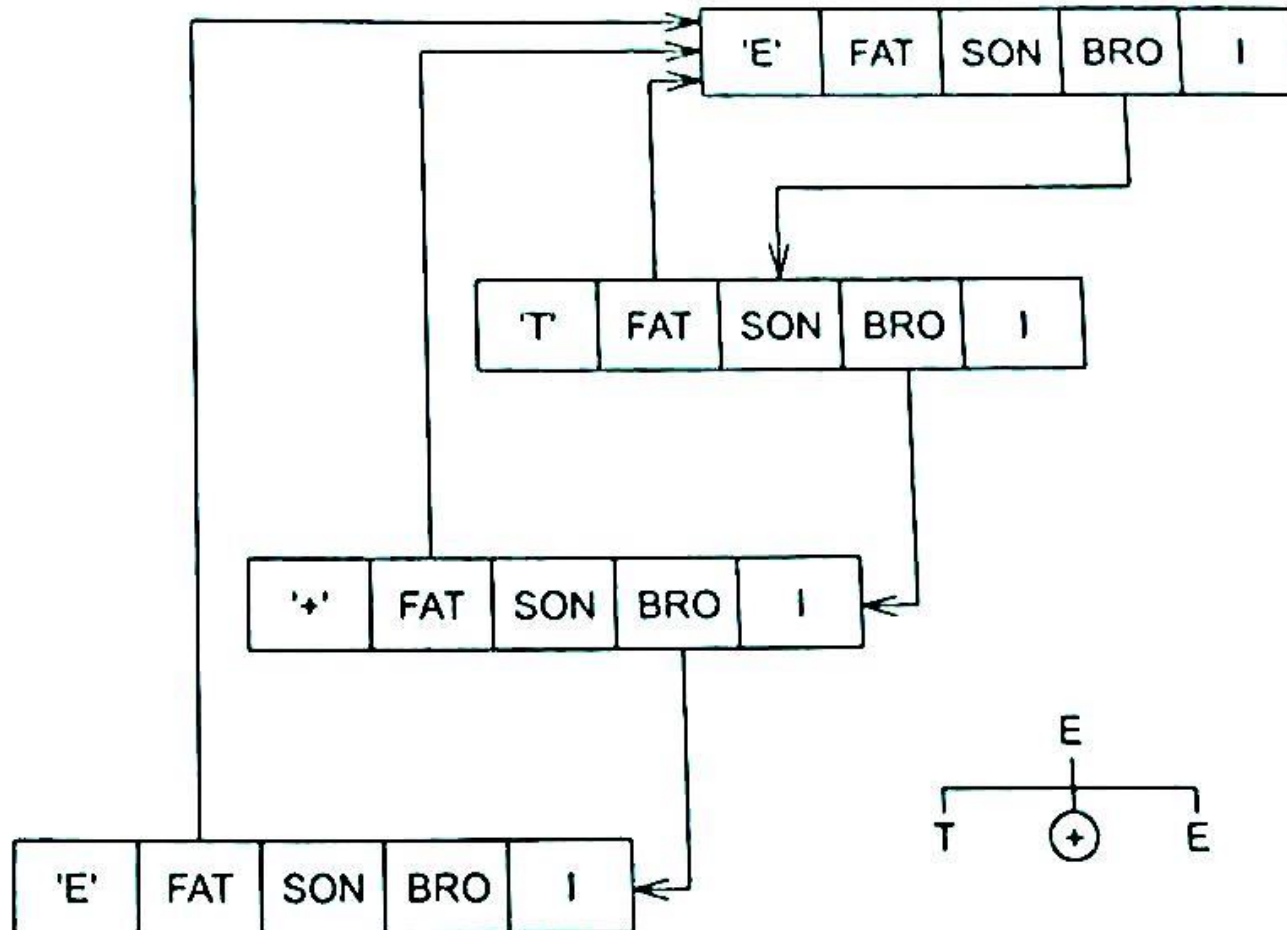 'E' FAT SON BRO I
'T' FAT SON BRO I
'+' FAT SON BRO I
'E' FAT SON BRO I
E
T + E